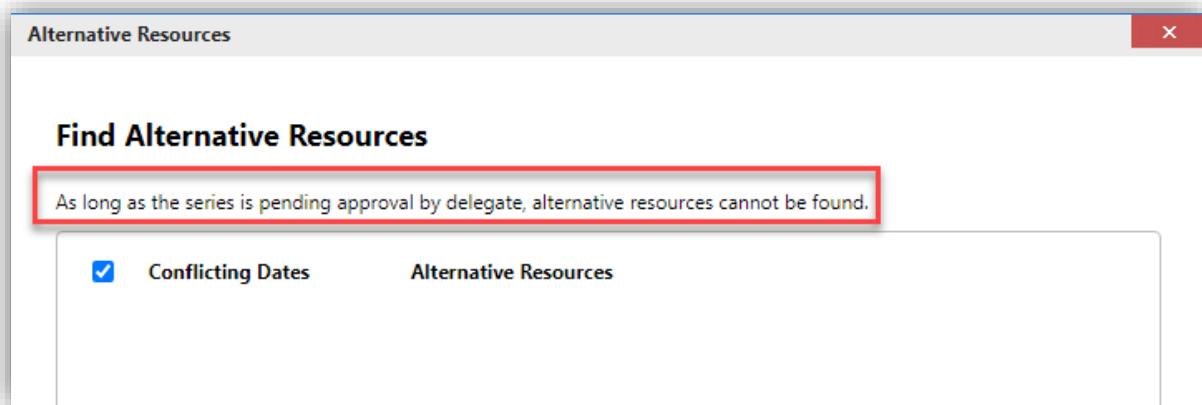 Alternative Resources
Find Alternative Resources
As long as the series is pending approval by delegate, alternative resources cannot be found.
Conflicting Dates Alternative Resources